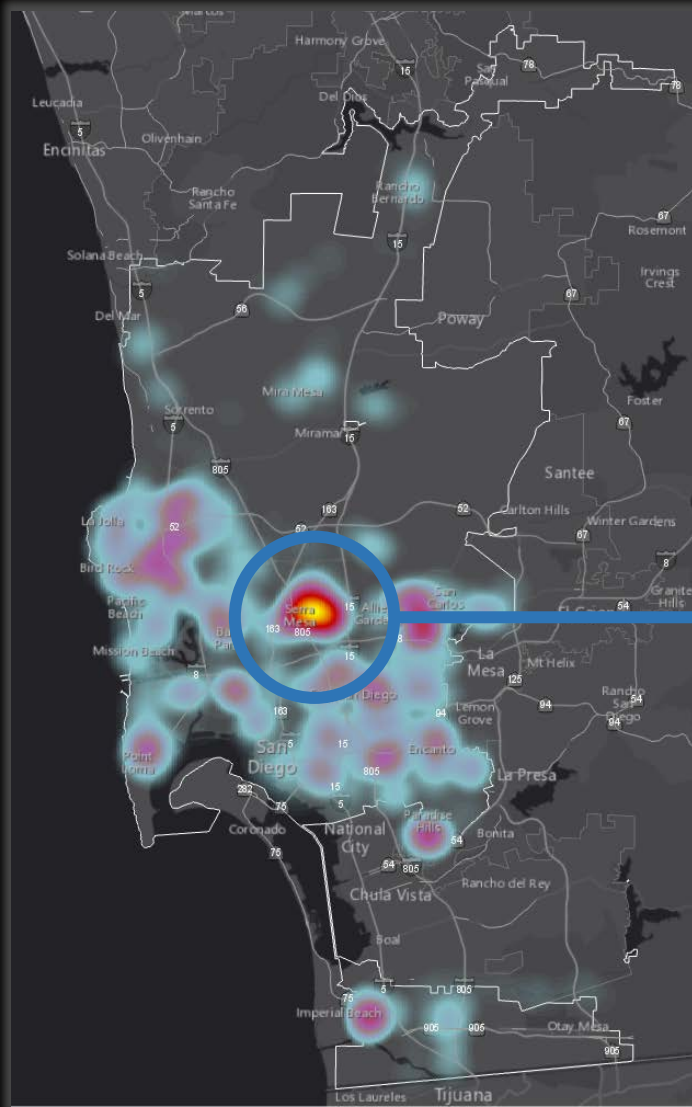 Harmony Grove
15
San
Pasqual
78
78
Del Dios
Leucadia
5
Encinitas
Olivenhain
Rancho
Santa Fe
Rancho
Bernardo
67
Rosemont
15
Solana Beach
5
Irvings
Crest
67
56
Del Mar
Poway
Mira Mesa
Foster
Sorrento
5
67
Miramar
15
805
Santee
163
52
Carlton Hills
La Jolla
52
52
Winter Gardens
67
8
Bird Rock
Granite
Hills
Pacific
Beach
Serra
Mesa
15
San
Carlos
54
163
805
8
Mission Beach
15
La
Mesa
Mt Helix
8
125
Diego
Rancho
San
Diego
54
163
94
Lemon
Grove
94
94
Point
Loma
San
Diego
5
15
Encanto
805
La Presa
282
75
15
5
Coronado
National
City
Paradise
Hills
54
Bonita
75
54
805
Rancho del Rey
Chula Vista
Boal
75
5
805
Imperial Beach
905
905
Otay Mesa
905
Los Laureles
Tijuana